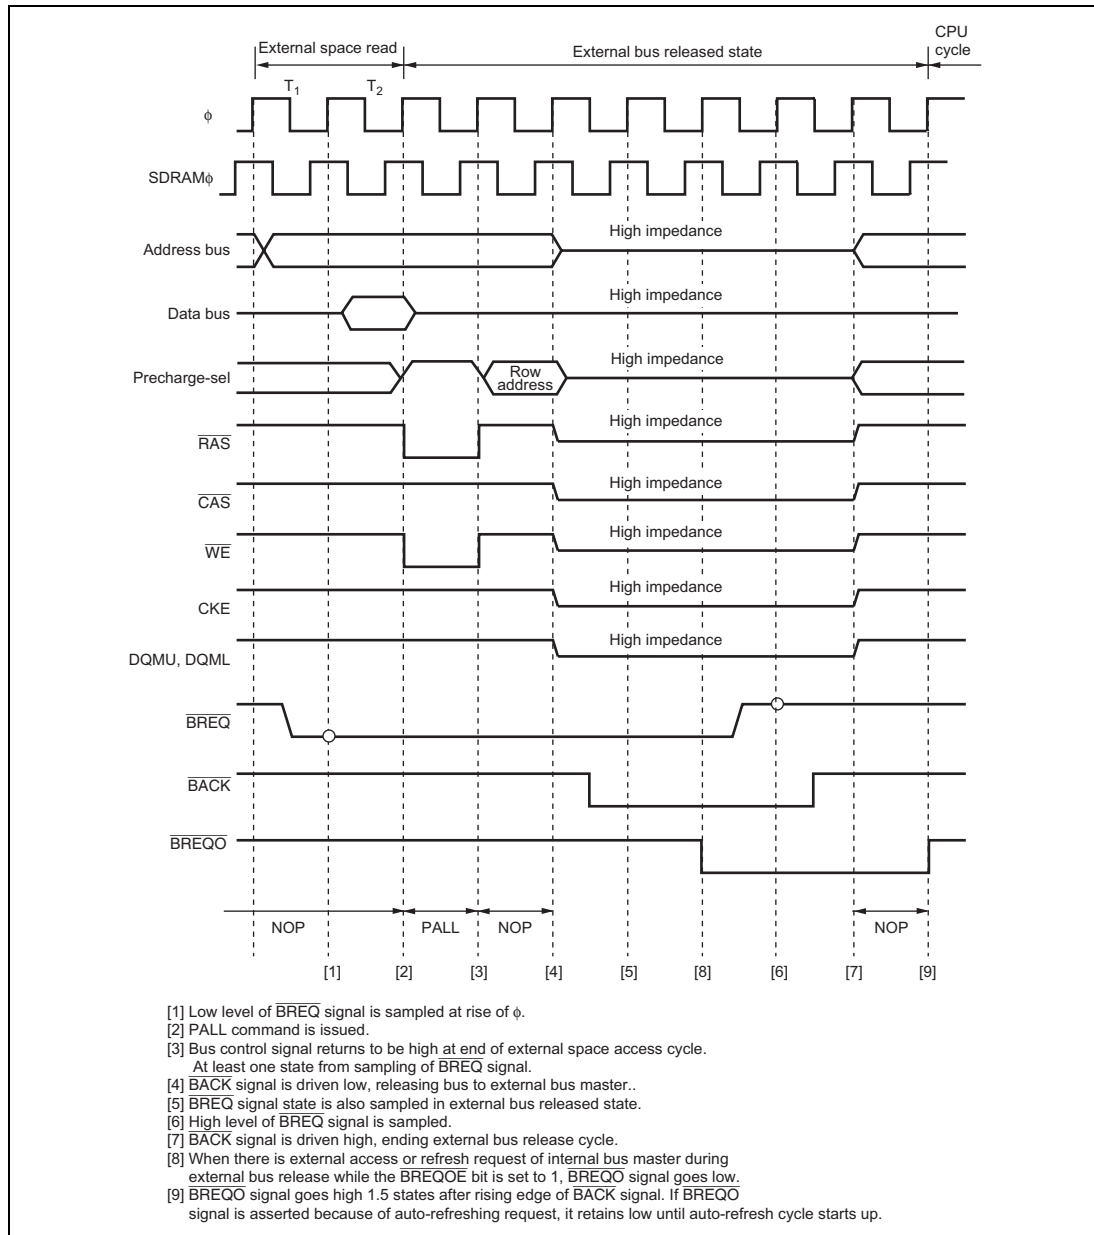 External space read
External bus released state
CPU
cycle
T1
T2
ϕ
SDRAMϕ
Address bus
High impedance
Data bus
High impedance
Precharge-sel
Row
address
High impedance
RAS
High impedance
CAS
High impedance
WE
High impedance
CKE
High impedance
DQMU, DQML
High impedance
BREQ
BACK
BREQO
NOP
PALL
NOP
NOP
[1]
[2]
[3]
[4]
[5]
[8]
[6]
[7]
[9]
[1] Low level of BREQ signal is sampled at rise of ϕ.
[2] PALL command is issued.
[3] Bus control signal returns to be high at end of external space access cycle.
At least one state from sampling of BREQ signal.
[4] BACK signal is driven low, releasing bus to external bus master..
[5] BREQ signal state is also sampled in external bus released state.
[6] High level of BREQ signal is sampled.
[7] BACK signal is driven high, ending external bus release cycle.
[8] When there is external access or refresh request of internal bus master during
external bus release while the BREQOE bit is set to 1, BREQO signal goes low.
[9] BREQO signal goes high 1.5 states after rising edge of BACK signal. If BREQO
signal is asserted because of auto-refreshing request, it retains low until auto-refresh cycle starts up.